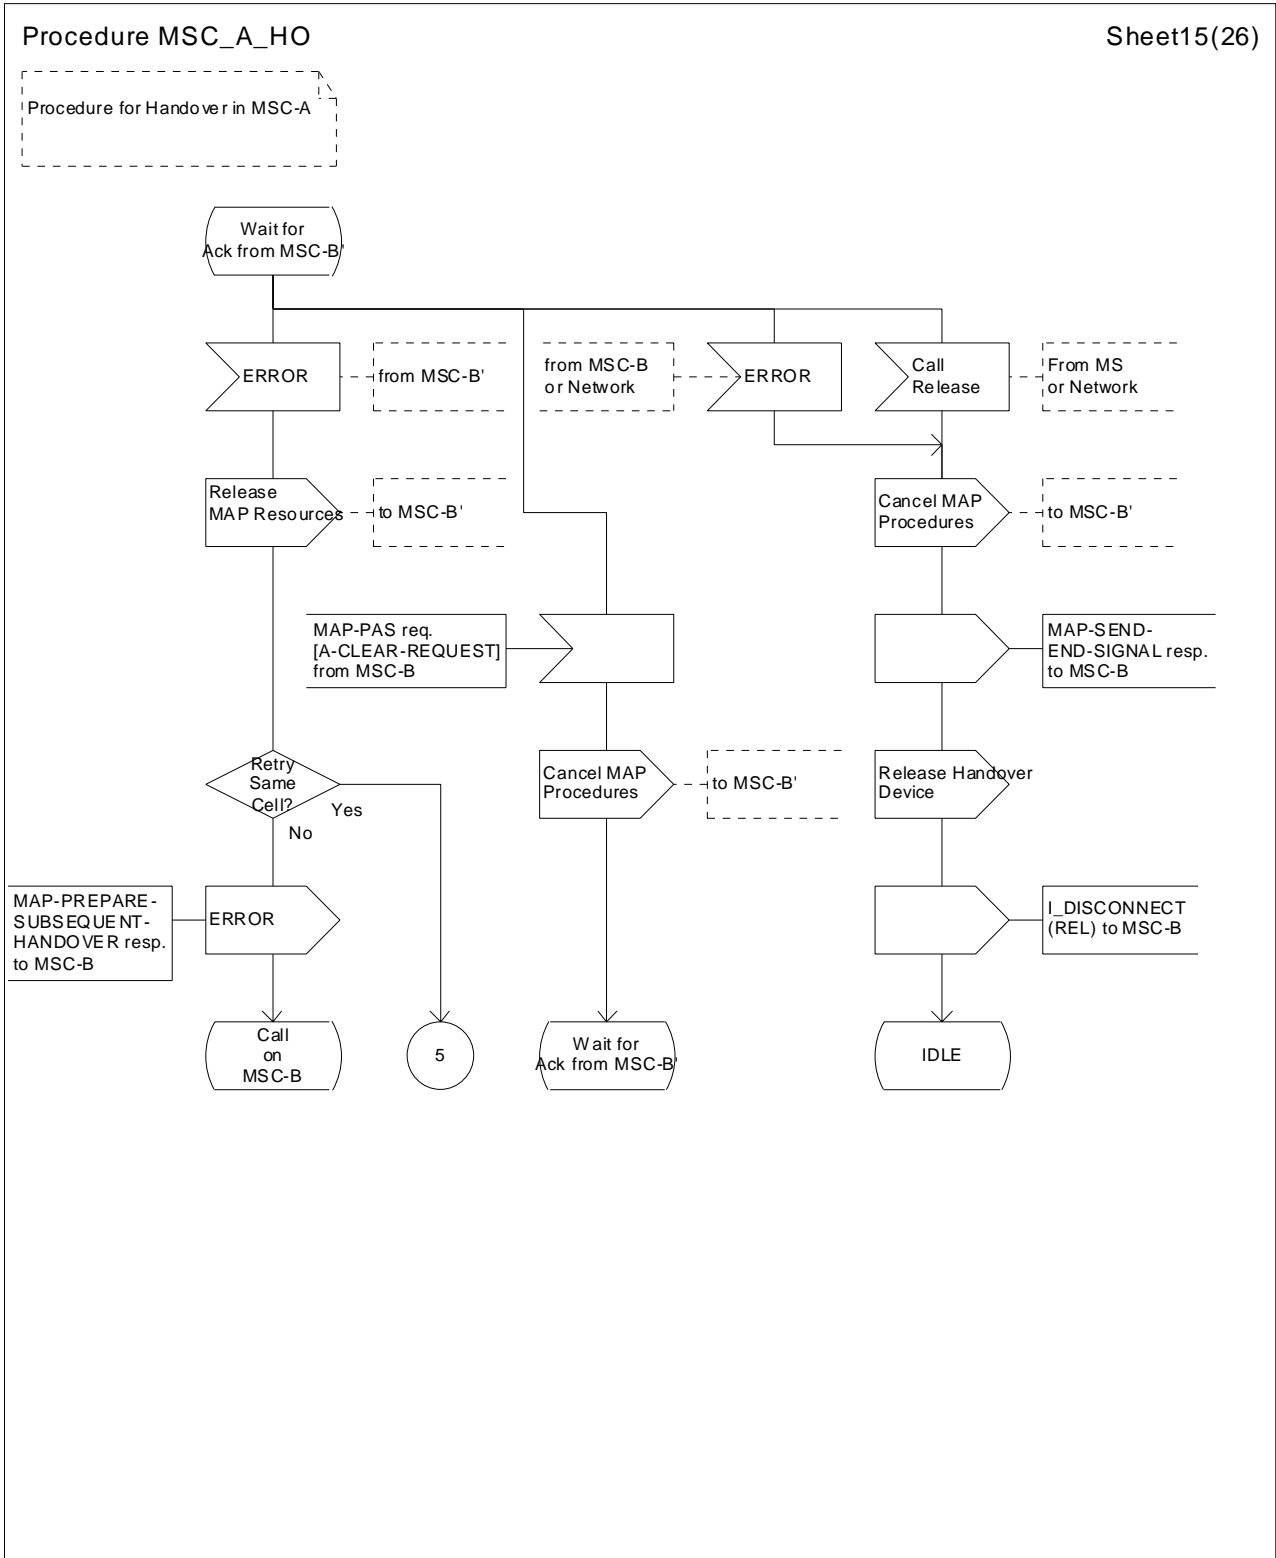 Procedure MSC_A_HO
Sheet15(26)
Procedure for Handover in MSC-A
Wait for
Ack from MSC-B'
ERROR
from MSC-B'
from MSC-B
or Network
ERROR
Call
Release
From MS
or Network
Release
MAP Resources
to MSC-B'
Cancel MAP
Procedures
to MSC-B'
MAP-PAS req.
[A-CLEAR-REQUEST]
from MSC-B
MAP-SEND-
END-SIGNAL resp.
to MSC-B
Retry
Same
Cell?
Yes
No
Cancel MAP
Procedures
to MSC-B'
Release Handover
Device
MAP-PREPARE-
SUBSEQUENT-
HANDOVER resp.
to MSC-B
ERROR
I_DISCONNECT
(REL) to MSC-B
Call
on
MSC-B
5
Wait for
Ack from MSC-B'
IDLE